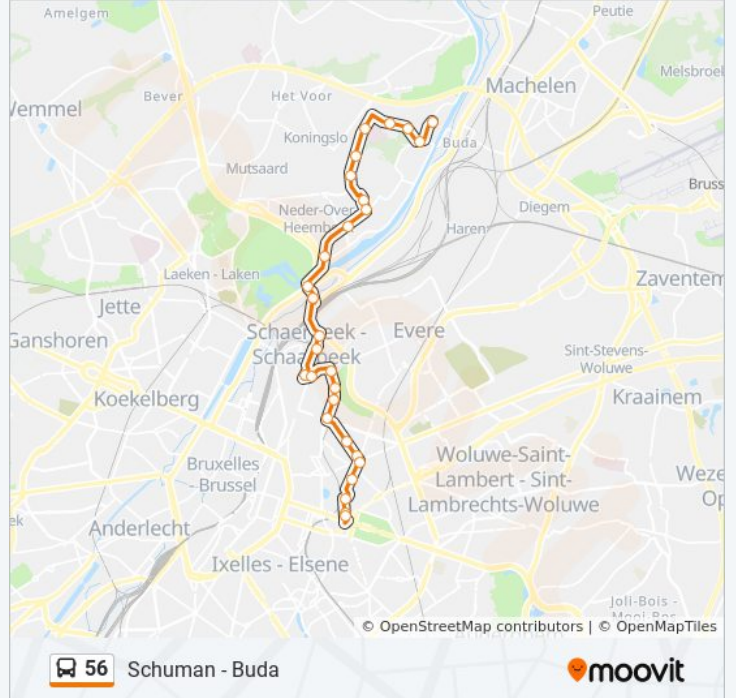 Amelgem
Peutie
Melsbroe
Machelen
Bever
Het Voor
Wemmel
Koningslo
Buda
Mutsaard
Bruss
Neder-Over
Heemb
Diegem
Haren
Laeken - Laken
Zaventem
Jette
Schaerbeek -
Schaarbeek
Evere
Ganshoren
Sint-Stevens-
Woluwe
Kraainem
Koekelberg
Woluwe-Saint-
Lambert - Sint-
Lambrechts-Woluwe
Bruxelles
- Brussel
Weze
Op
ek
Anderlecht
Ixelles - Elsene
Joli-Bois -
© OpenStreetMap contributors | © OpenMapTiles
56 Schuman - Buda
moovit